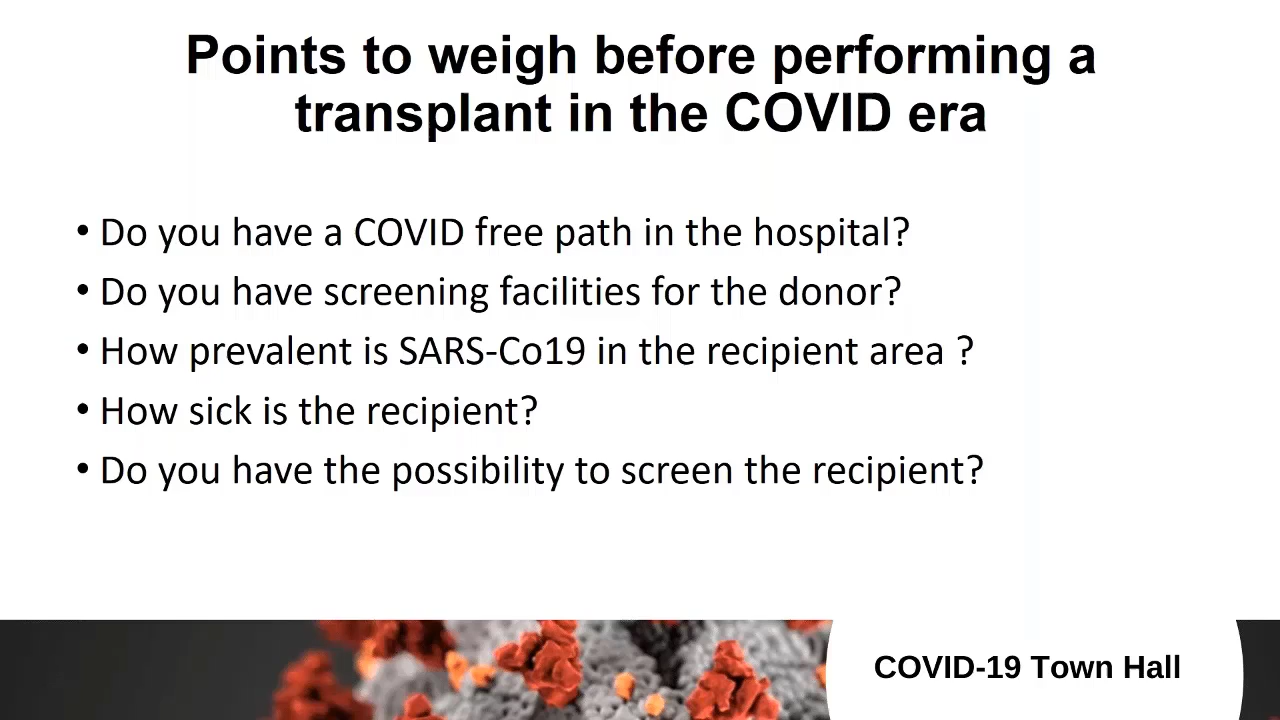 Points to weigh before performing a
transplant in the COVID era
• Do you have a COVID free path in the hospital?
• Do you have screening facilities for the donor?
• How prevalent is SARS-Co19 in the recipient area ?
• How sick is the recipient?
• Do you have the possibility to screen the recipient?
COVID-19 Town Hall